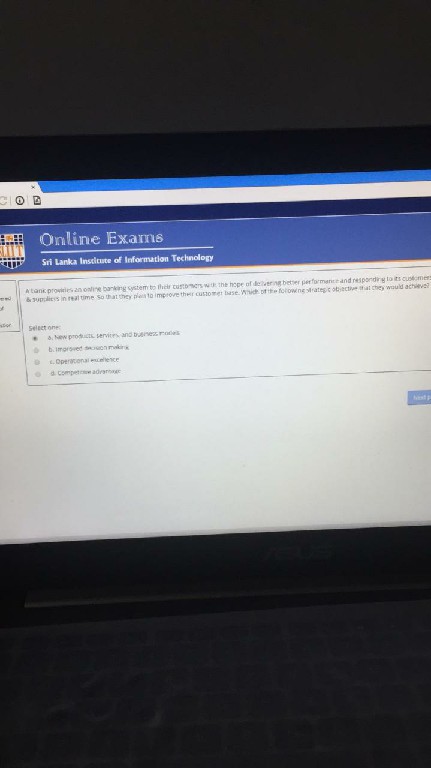 Online Exams
Sri Lanka Institute of Information Technology
A bank provides an online banking system to their customers with the hope of delivering better performance and responding to its customers
& suppliers in real time. So that they plan to improve their customer base. Which of the following strategic objective that they would achieve?
Select one:
a. New products, services, and business models
b. Improved decision making
c. Operational excellence
d. Competitive advantage
Next p
ASUS